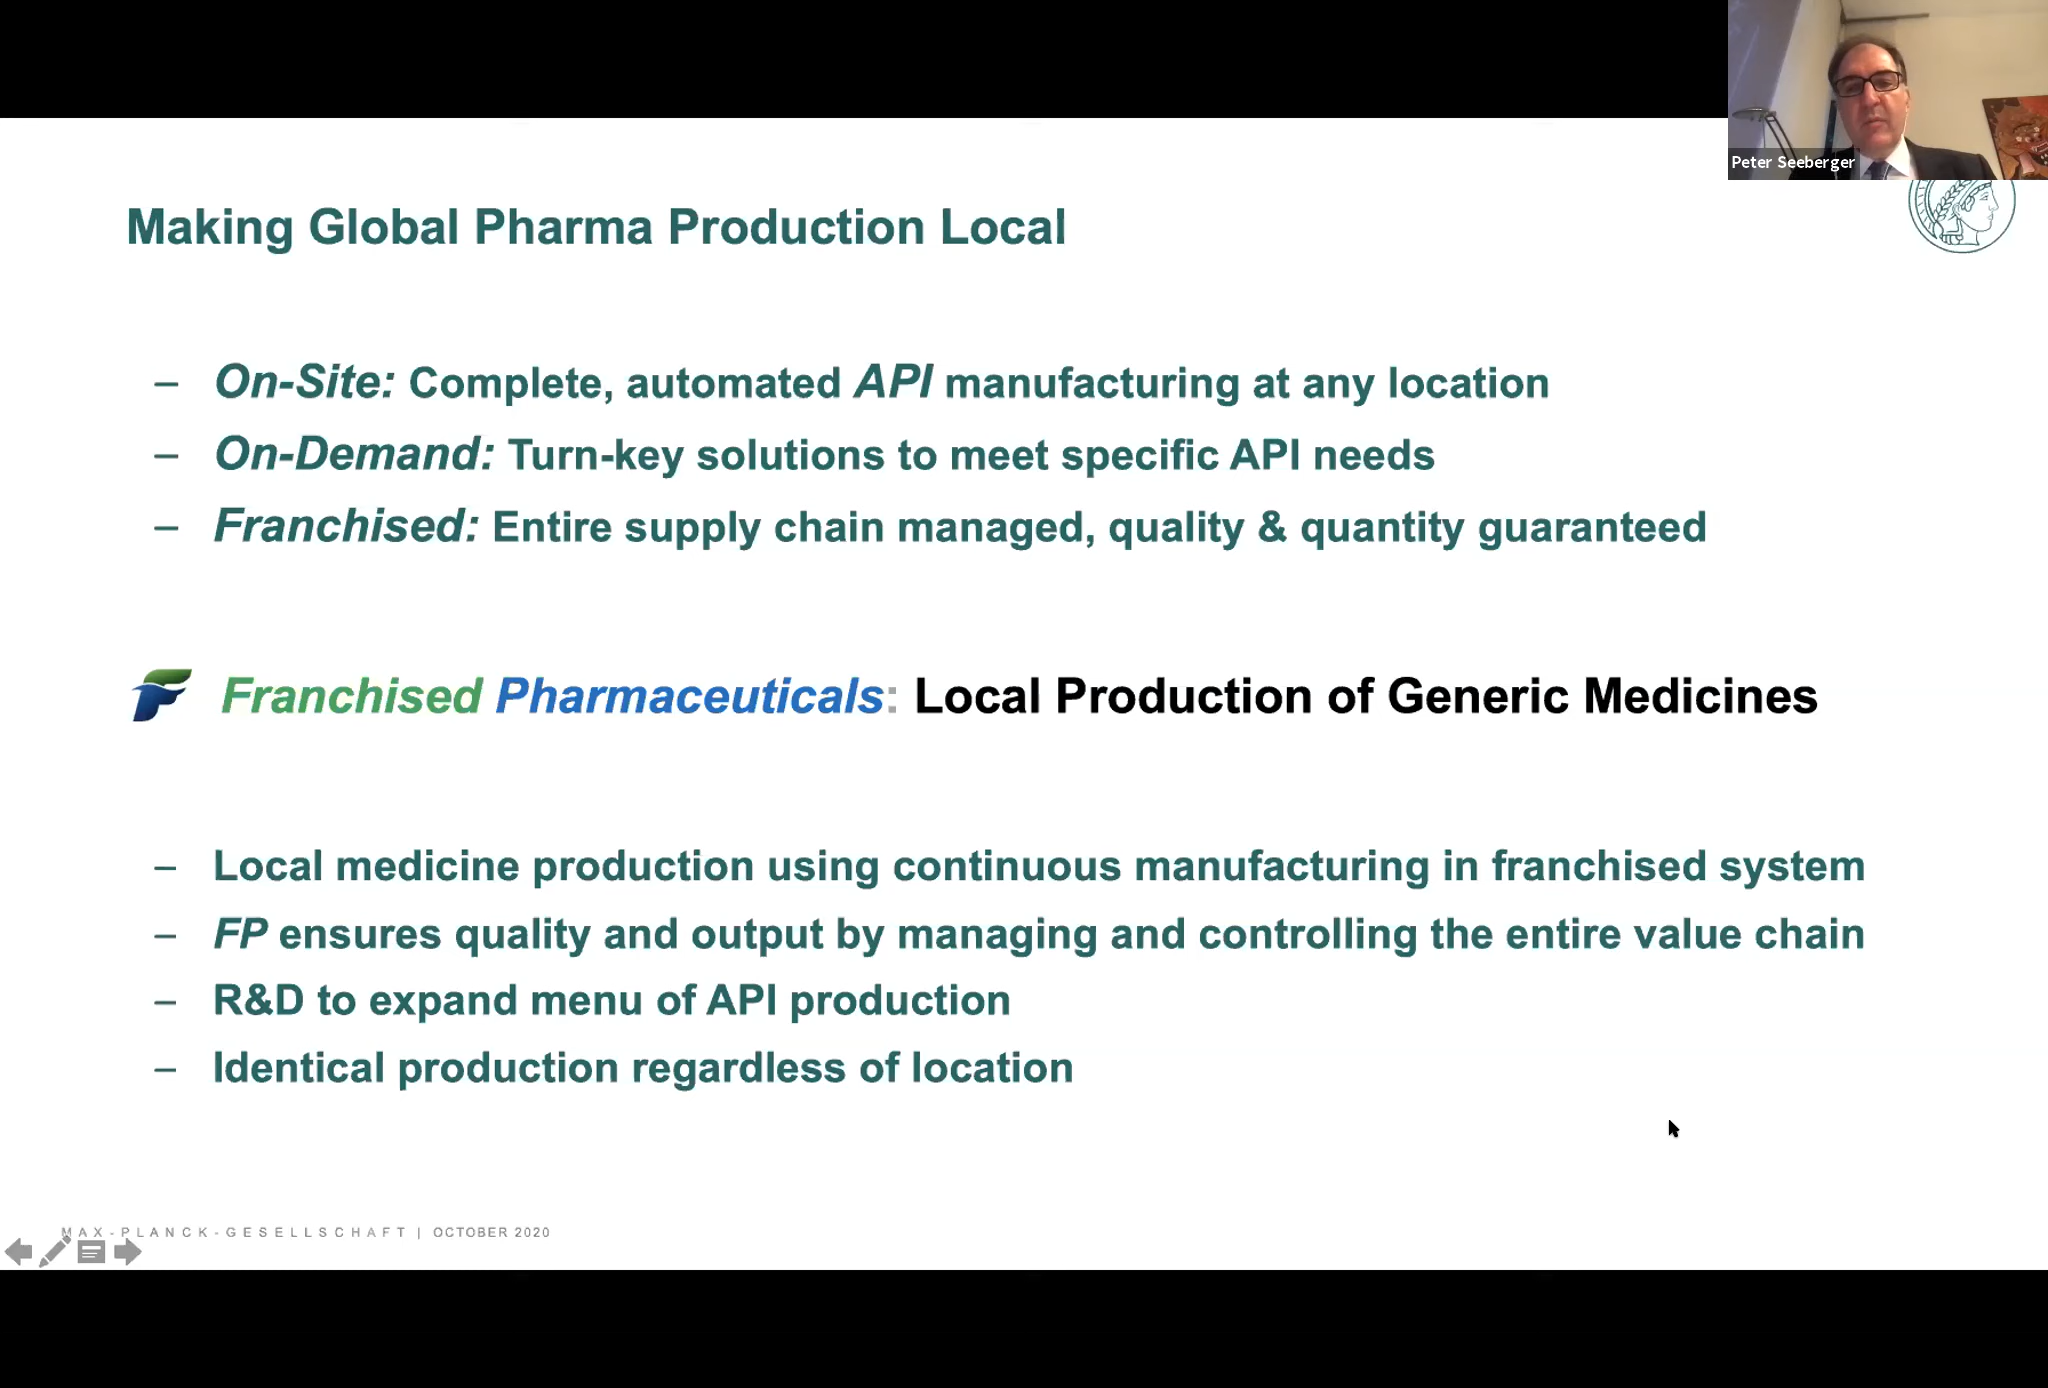 Peter Seeberger
Making Global Pharma Production Local
– On-Site: Complete, automated API manufacturing at any location
– On-Demand: Turn-key solutions to meet specific API needs
– Franchised: Entire supply chain managed, quality & quantity guaranteed
Franchised Pharmaceuticals: Local Production of Generic Medicines
– Local medicine production using continuous manufacturing in franchised system
– FP ensures quality and output by managing and controlling the entire value chain
– R&D to expand menu of API production
– Identical production regardless of location
MAX-PLANCK-GESELLSCHAFT | OCTOBER 2020